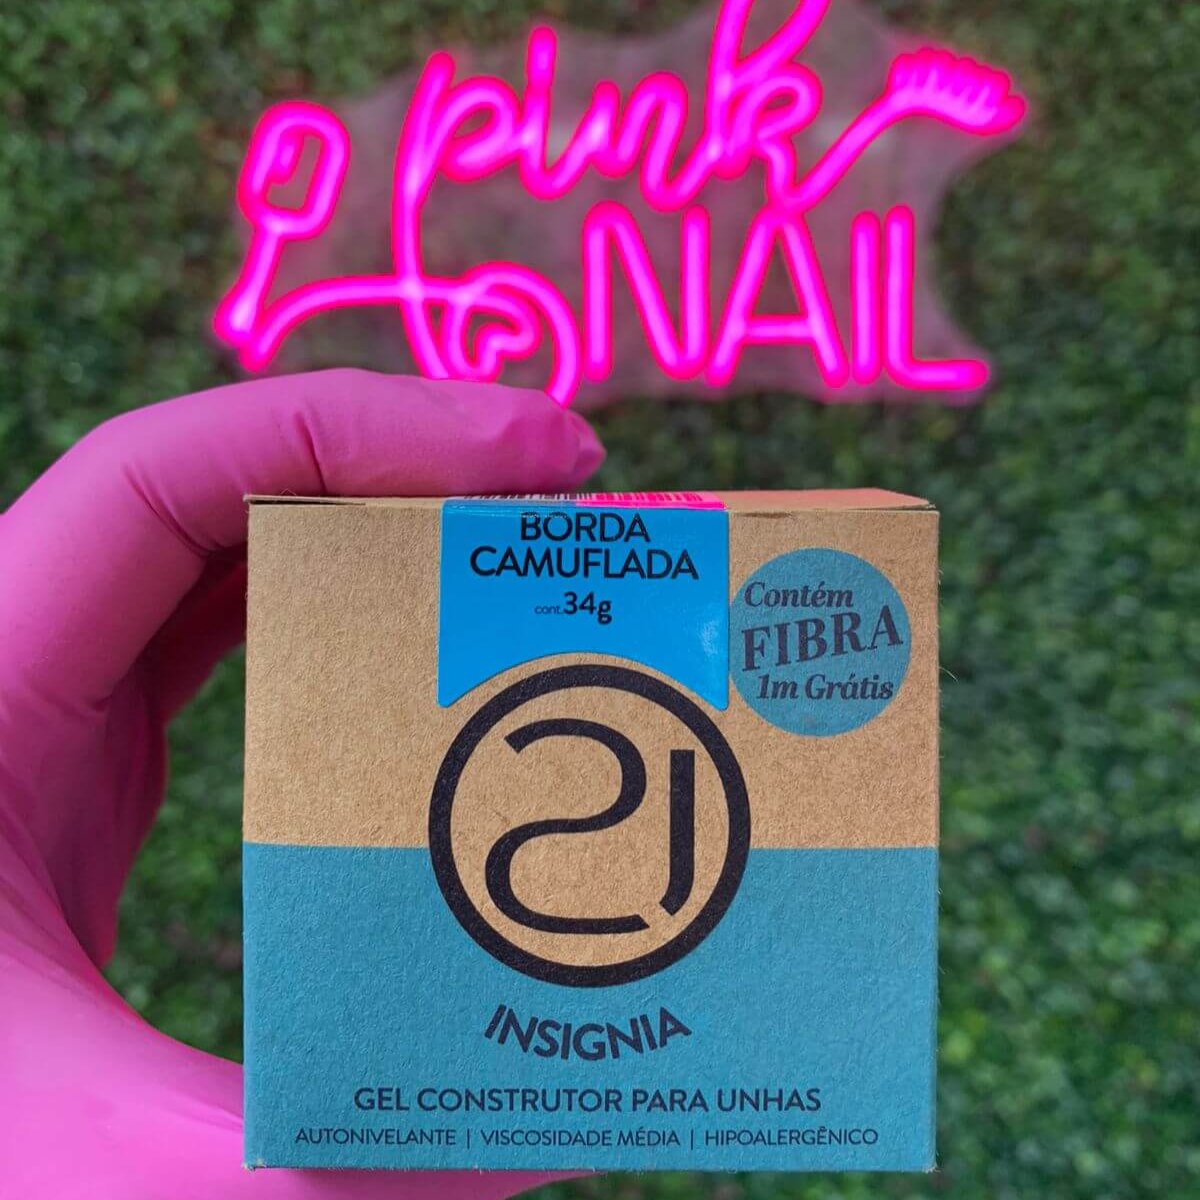 pink
NAIL
BORDA
CAMUFLADA
cont.34g
Contém
FIBRA
1m Grátis
INSIGNIA
GEL CONSTRUTOR PARA UNHAS
AUTONIVELANTE | VISCOSIDADE MÉDIA | HIPOALERGÊNICO